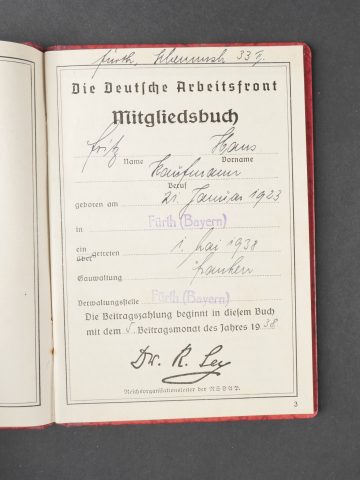 Fürth, 33
Die Deutsche Arbeitsfront
Mitgliedsbuch
Fritz Hans
Name Vorname
Kaufmann
Beruf
geboren am 21. Januar 1923
in Fürth (Bayern)
ein
über getreten 1. Mai 1938
Gauwaltung Franken
Verwaltungsstelle Fürth (Bayern)
Die Beitragszahlung beginnt in diesem Buch
mit dem 5. Beitragsmonat des Jahres 1938
Dr. R. Ley
Reichsorganisationsleiter der NSDAP.
3